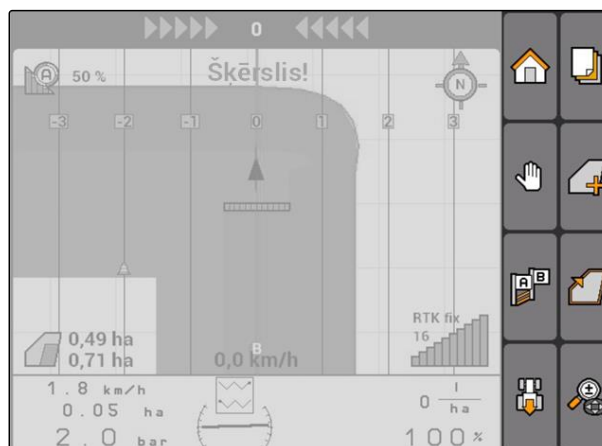 0
A 50 %
Šķērslis!
N
-3 -2 -1 0 1 2 3
A B
RTK fix
16
0,49 ha
0,71 ha
B
0,0 km/h
1.8 km/h
0.05 ha
2.0 bar
0 l/ha
100 %